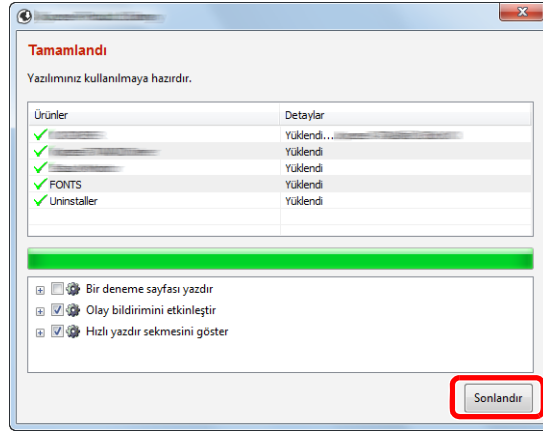 Tamamlandı
Yazılımınız kullanılmaya hazırdır.
Ürünler Detaylar
Yüklendi...
Yüklendi
Yüklendi
FONTS Yüklendi
Uninstaller Yüklendi
Bir deneme sayfası yazdır
Olay bildirimini etkinleştir
Hızlı yazdır sekmesini göster
Sonlandır